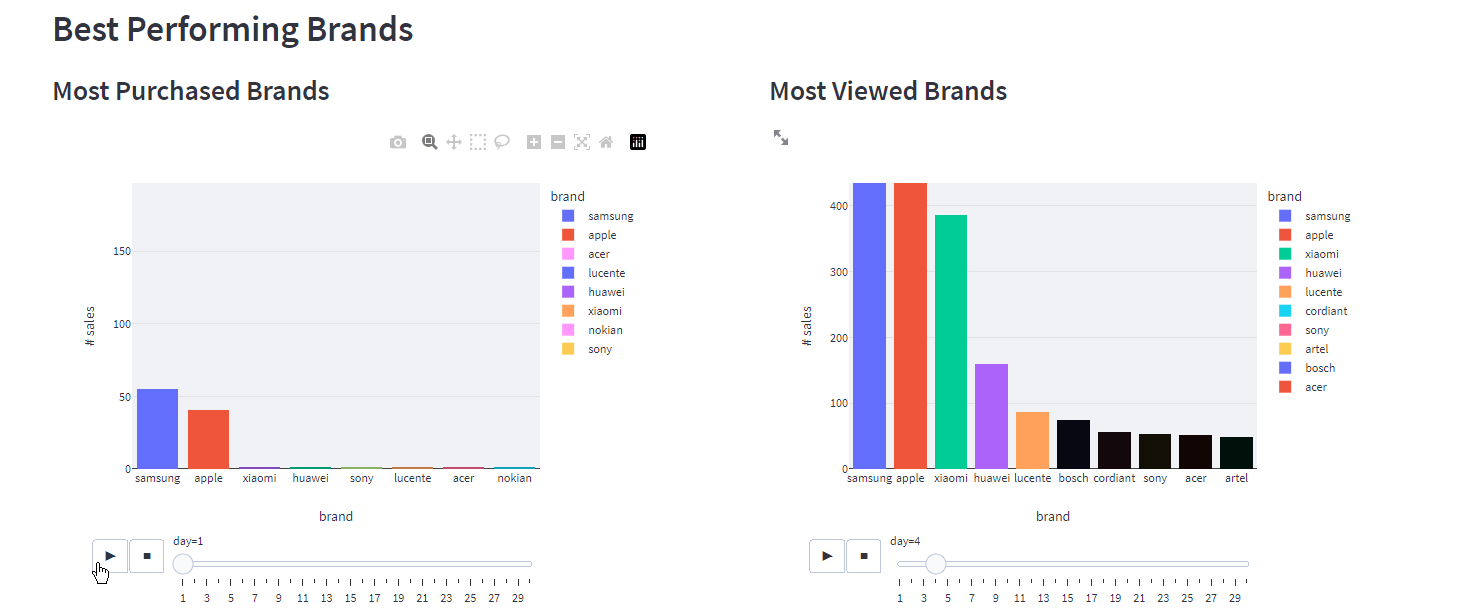 Best Performing Brands
Most Purchased Brands
brand
samsung
apple
acer
lucente
huawei
xiaomi
nokian
sony
150
100
50
0
# sales
samsung apple xiaomi huawei sony lucente acer nokian
brand
day=1
1 3 5 7 9 11 13 15 17 19 21 23 25 27 29
Most Viewed Brands
brand
samsung
apple
xiaomi
huawei
lucente
cordiant
sony
artel
bosch
acer
400
300
200
100
0
# sales
samsung apple xiaomi huawei lucente bosch cordiant sony acer artel
brand
day=4
1 3 5 7 9 11 13 15 17 19 21 23 25 27 29